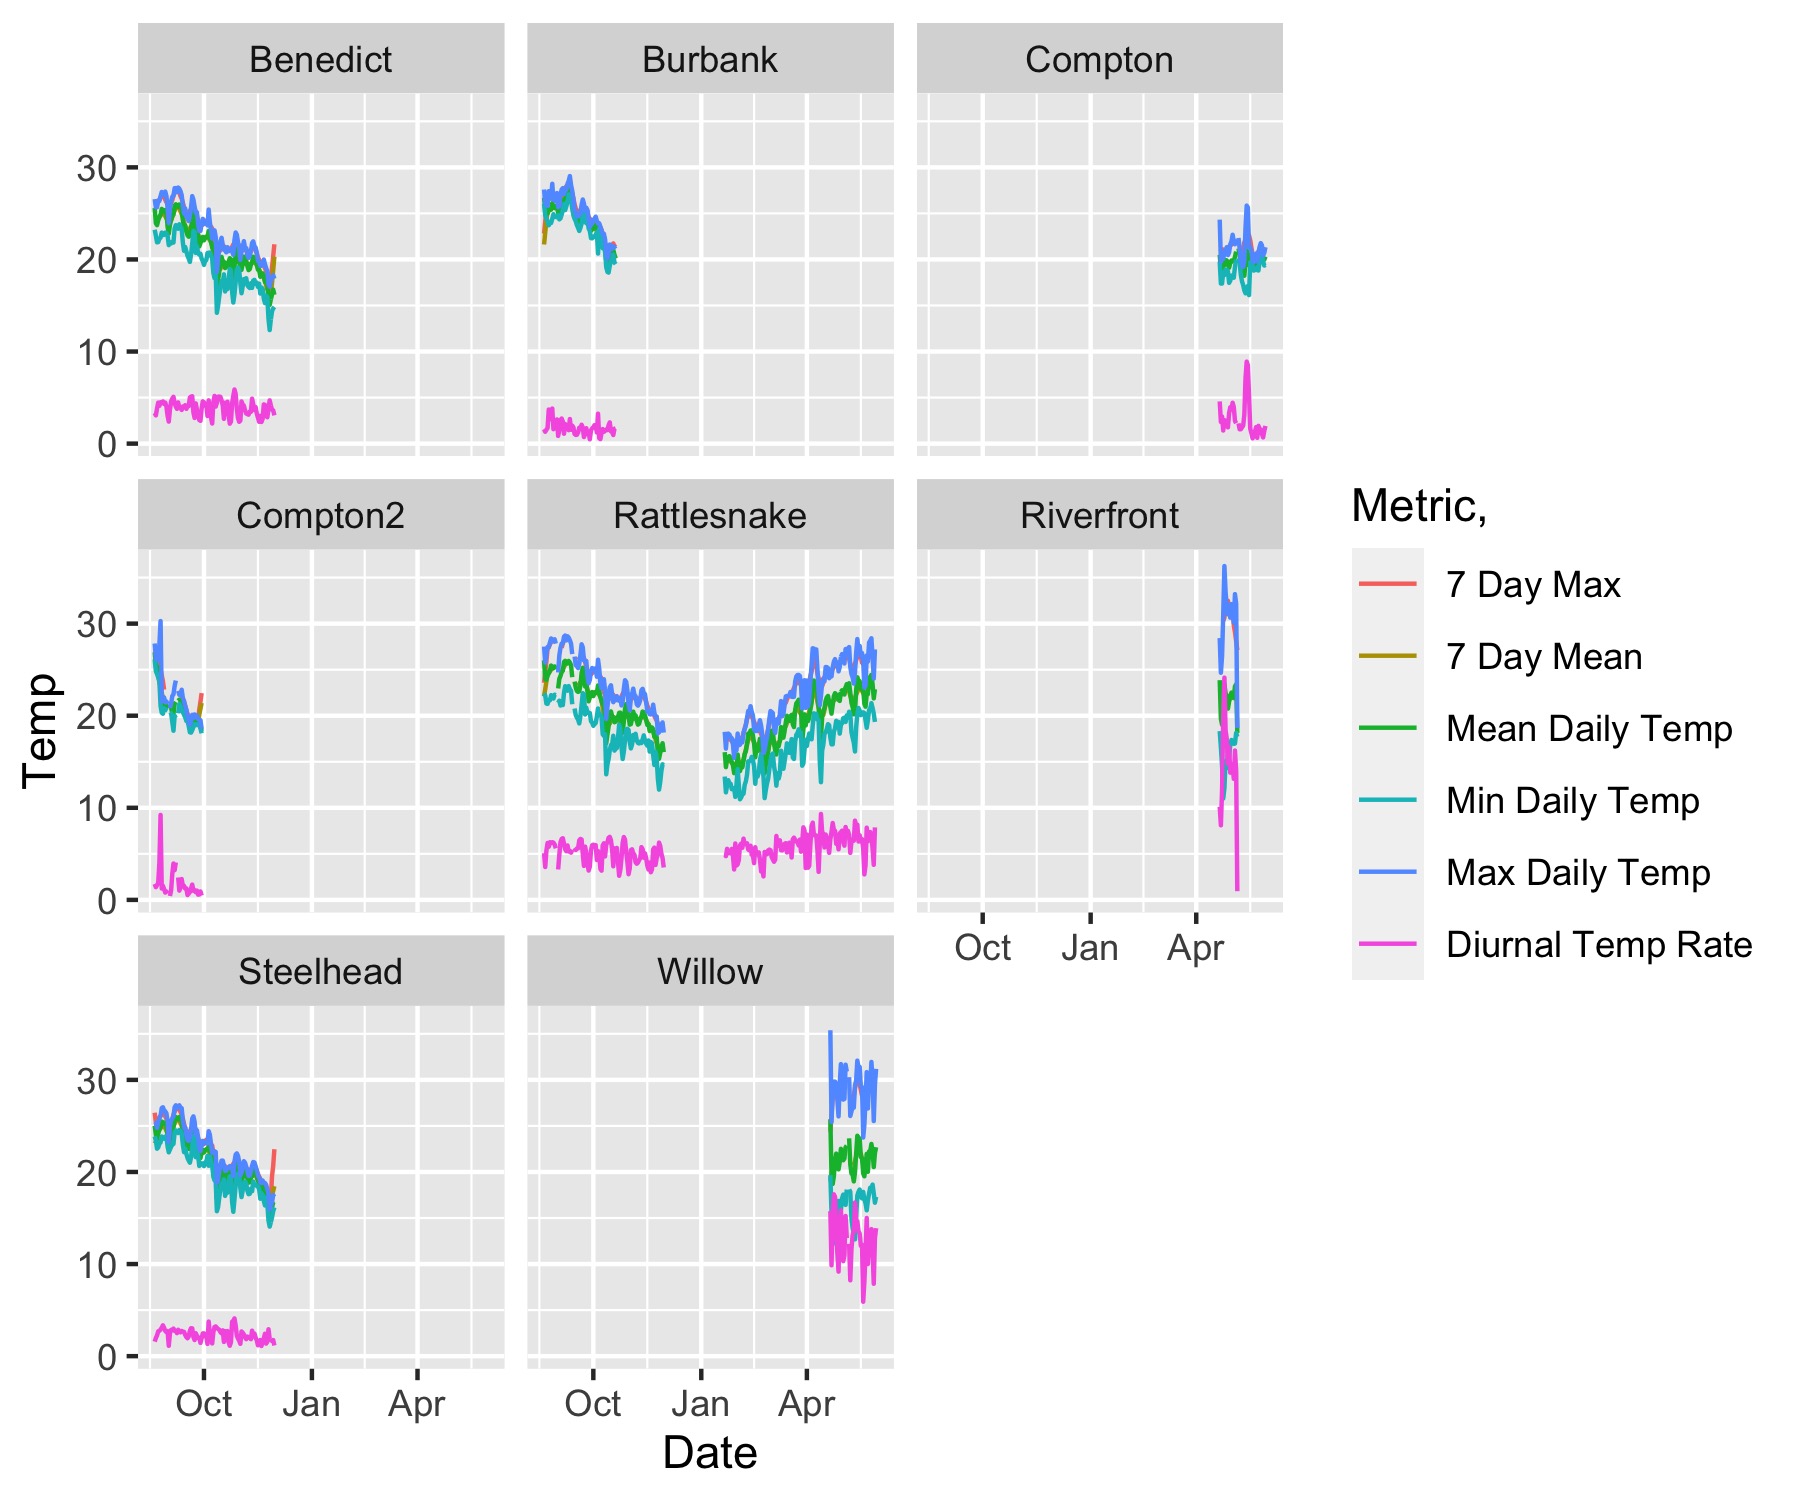 Benedict Burbank Compton
30
20
10
0
Compton2 Rattlesnake Riverfront
30
20
10
0
Oct Jan Apr
Steelhead Willow
30
20
10
0
Oct Jan Apr Oct Jan Apr
Date
Temp
Metric,
7 Day Max
7 Day Mean
Mean Daily Temp
Min Daily Temp
Max Daily Temp
Diurnal Temp Rate